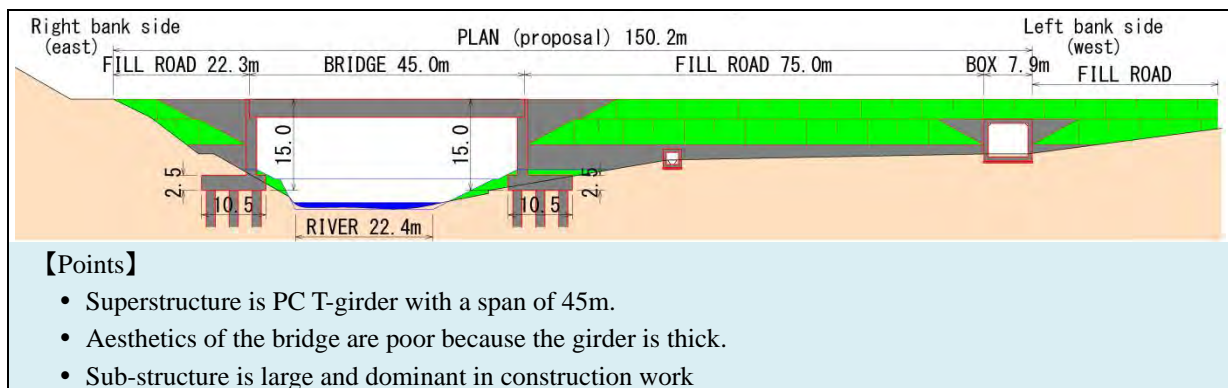 Right bank side
(east)
Left bank side
(west)
PLAN (proposal) 150.2m
FILL ROAD 22.3m
BRIDGE 45.0m
FILL ROAD 75.0m
BOX 7.9m
FILL ROAD
15.0
15.0
2.5
2.5
10.5
10.5
RIVER 22.4m
【Points】
• Superstructure is PC T-girder with a span of 45m.
• Aesthetics of the bridge are poor because the girder is thick.
• Sub-structure is large and dominant in construction work